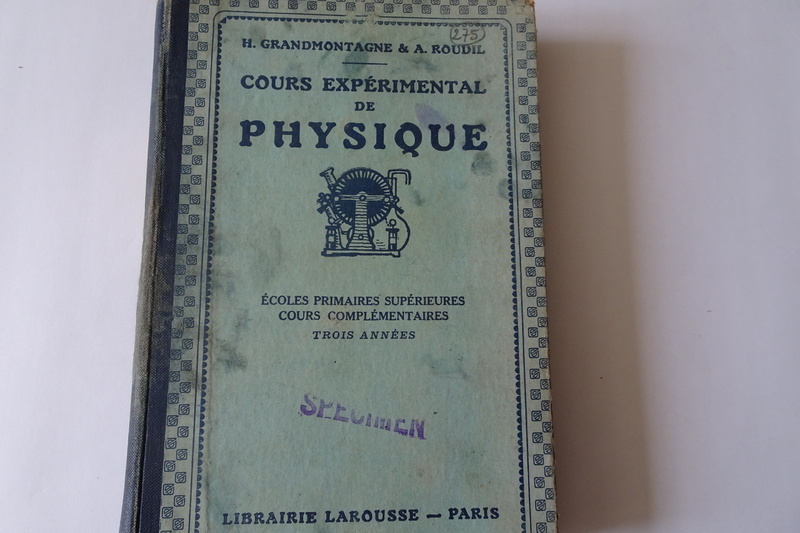 275
H. GRANDMONTAGNE & A. ROUDIL
COURS EXPÉRIMENTAL
DE
PHYSIQUE
ÉCOLES PRIMAIRES SUPÉRIEURES
COURS COMPLÉMENTAIRES
TROIS ANNÉES
SPECIMEN
LIBRAIRIE LAROUSSE — PARIS